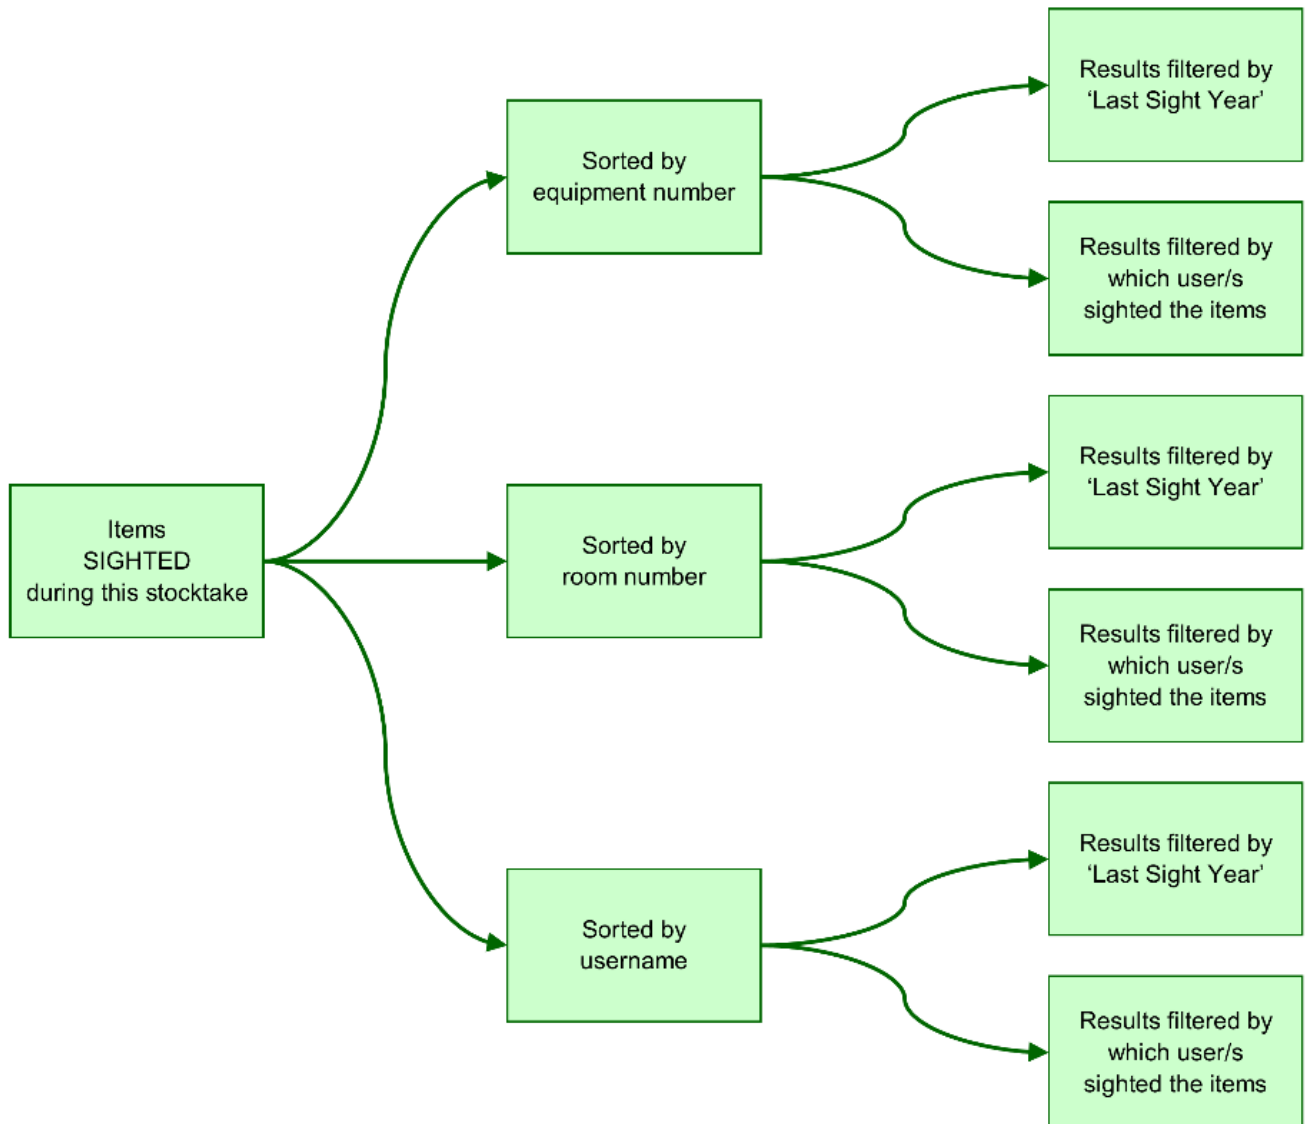 Items
SIGHTED
during this stocktake
Sorted by
equipment number
Results filtered by
‘Last Sight Year’
Results filtered by
which user/s
sighted the items
Sorted by
room number
Results filtered by
‘Last Sight Year’
Results filtered by
which user/s
sighted the items
Sorted by
username
Results filtered by
‘Last Sight Year’
Results filtered by
which user/s
sighted the items